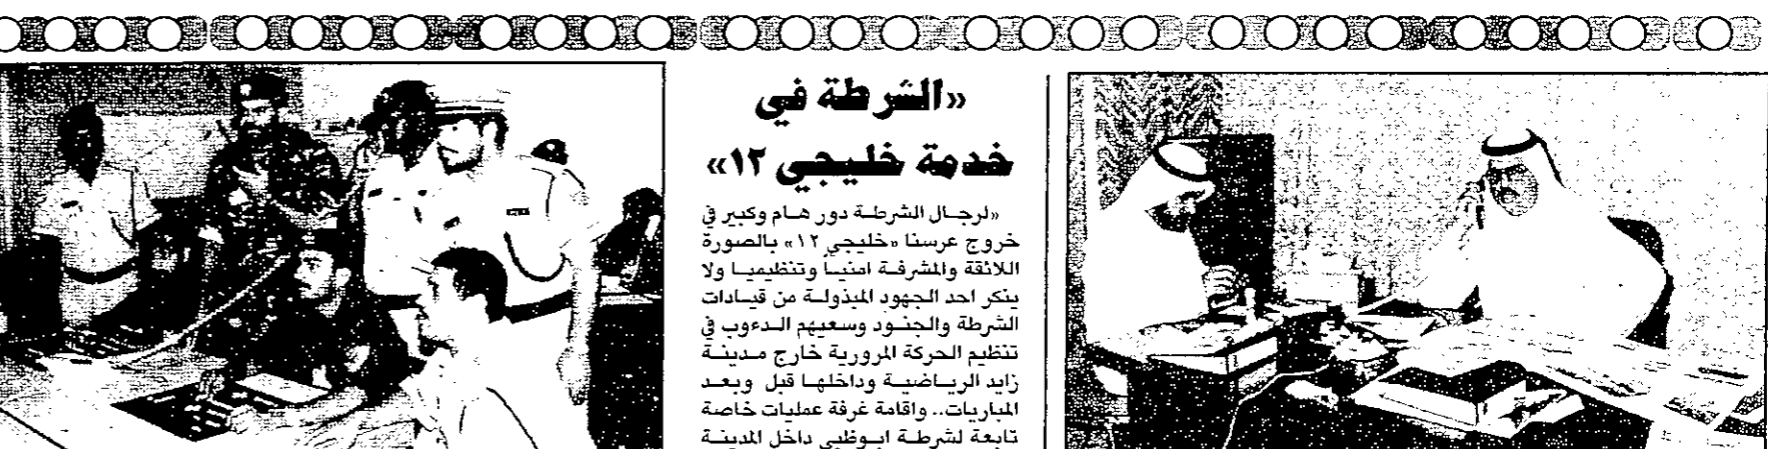 «الشرطة في
خدمة خليجي ١٢»
«لرجال الشرطة دور هام وكبير في
خروج عرسنا «خليجي ١٢» بالصورة
اللائقة والمشرفة امنياً وتنظيميا ولا
ينكر احد الجهود المبذولة من قيادات
الشرطة والجنود وسعيهم الدءوب في
تنظيم الحركة المرورية خارج مدينة
زايد الرياضية وداخلها قبل وبعد
المباريات.. واقامة غرفة عمليات خاصة
تابعة لشرطة ابوظبي داخل المدينة